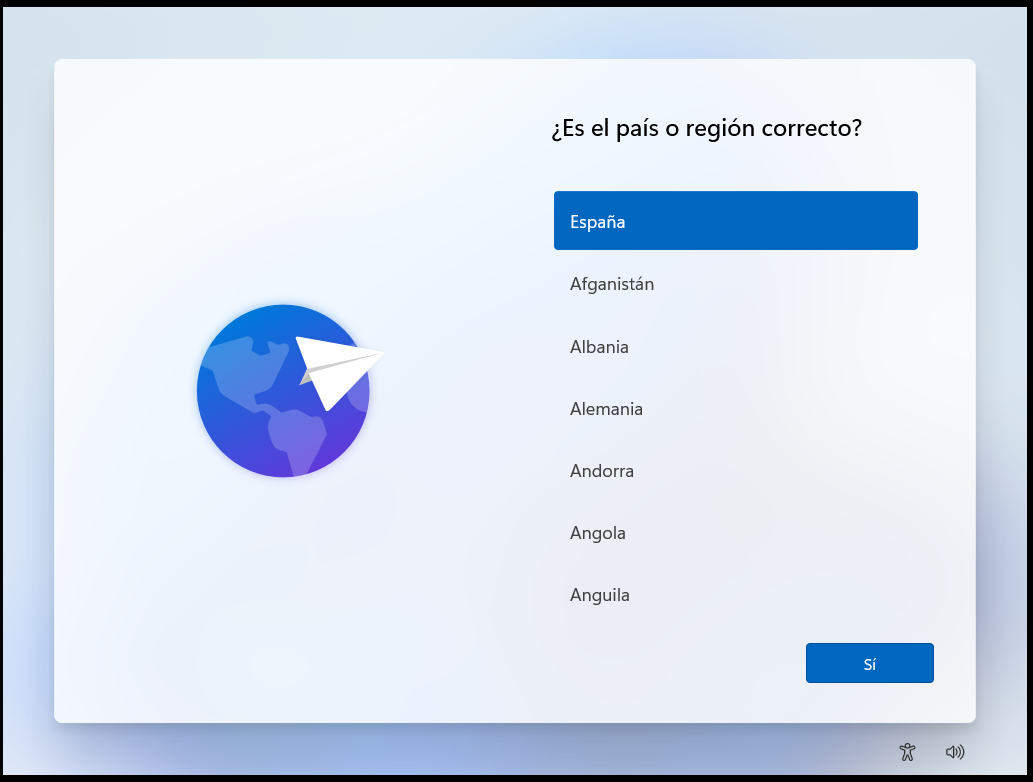 ¿Es el país o región correcto?
España
Afganistán
Albania
Alemania
Andorra
Angola
Anguila
Sí